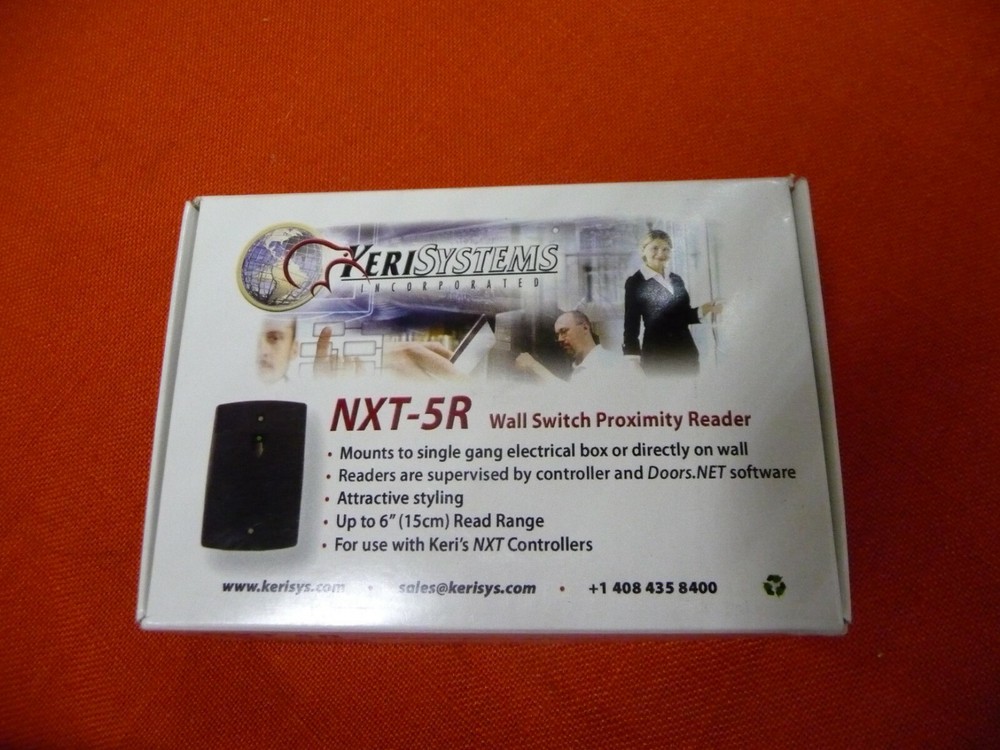 KERISYSTEMS
INCORPORATED
NXT-5R Wall Switch Proximity Reader
• Mounts to single gang electrical box or directly on wall
• Readers are supervised by controller and Doors.NET software
• Attractive styling
• Up to 6" (15cm) Read Range
• For use with Keri's NXT Controllers
www.kerisys.com • sales@kerisys.com • +1 408 435 8400